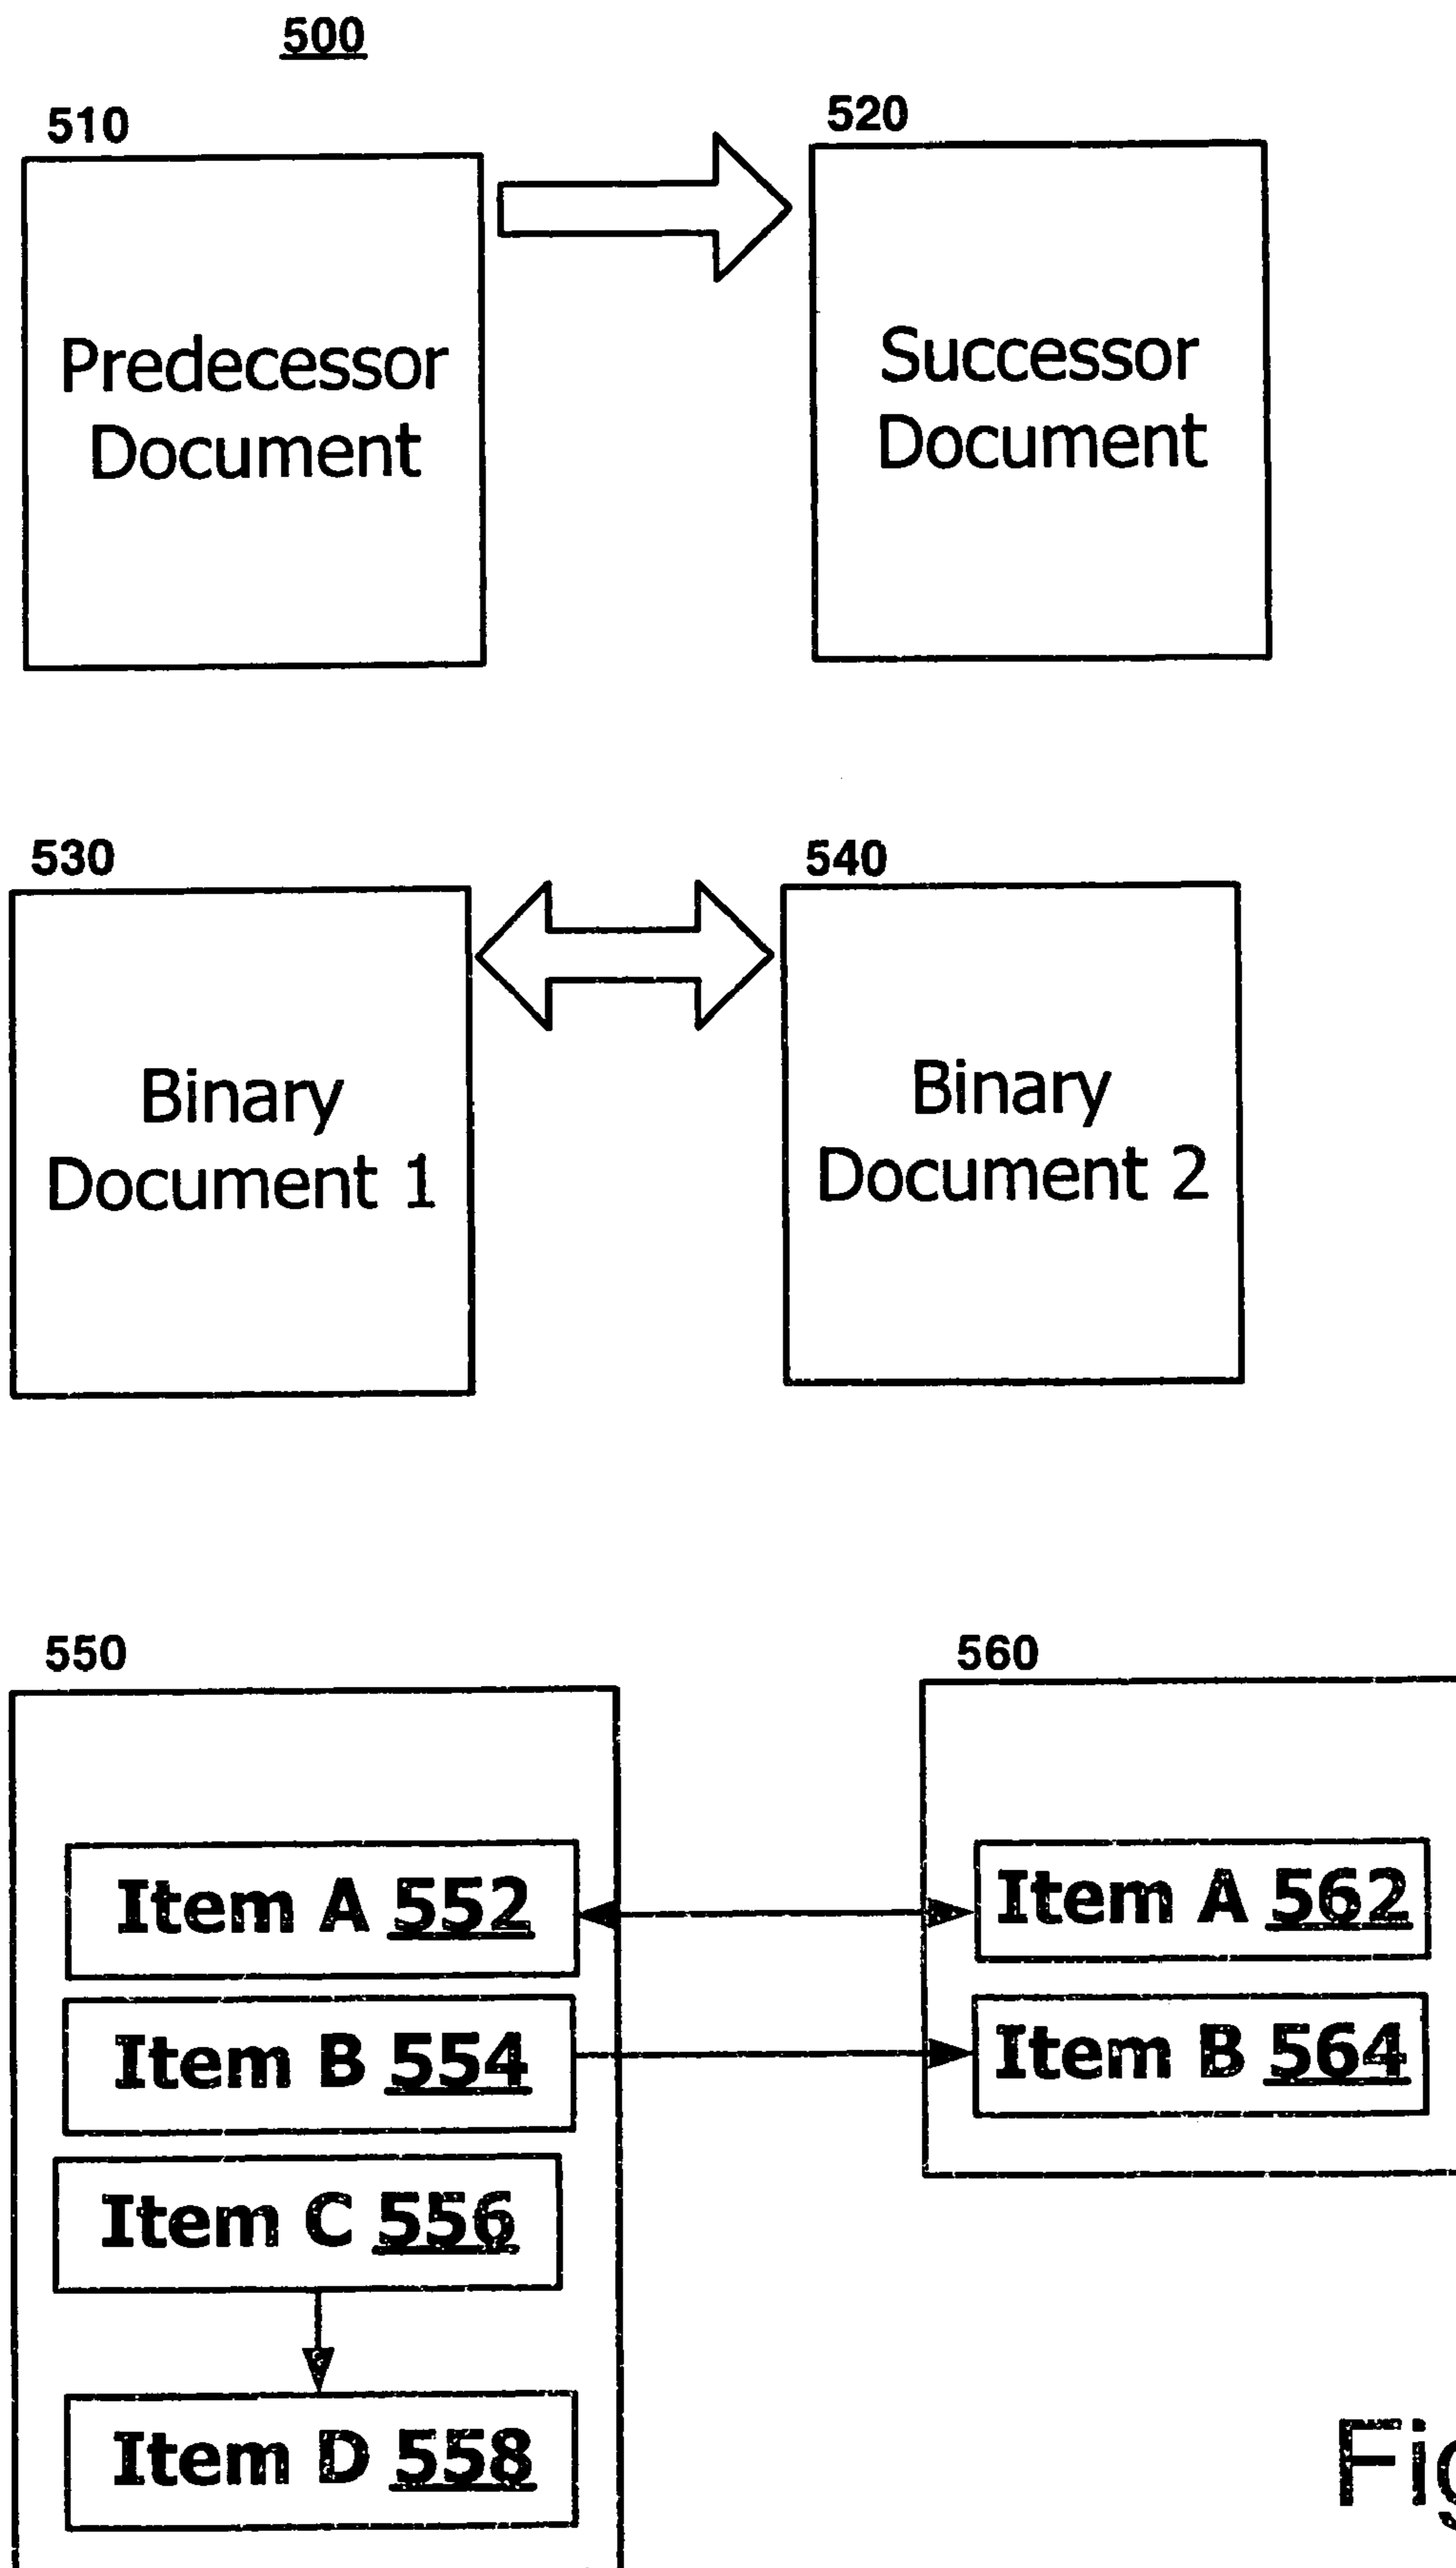 500
510
520
Predecessor
Document
Successor
Document
530
540
Binary
Document 1
Binary
Document 2
550
560
Item A 552
Item A 562
Item B 554
Item B 564
Item C 556
Item D 558